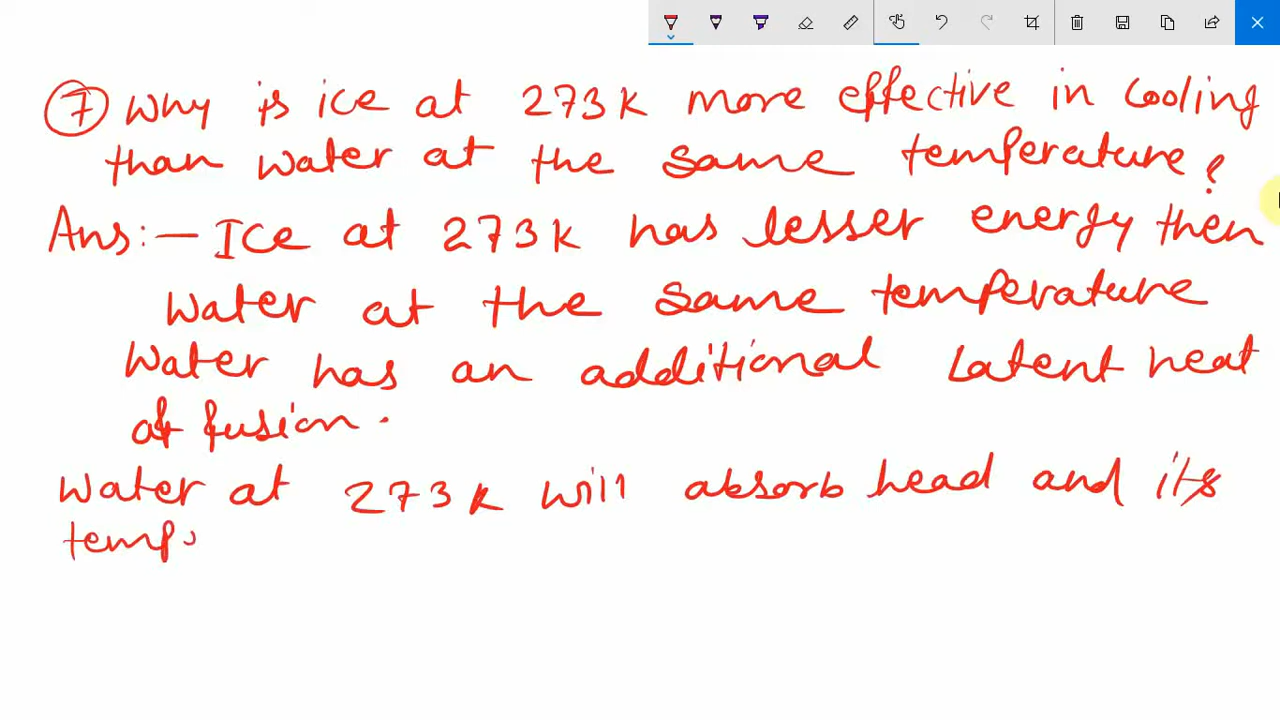 ⑦ Why is ice at 273K more effective in cooling
than water at the same temperature?
Ans:— Ice at 273K has lesser energy then
water at the same temperature
Water has an additional Latent heat
of fusion.
Water at 273K will absorb head and its
temp